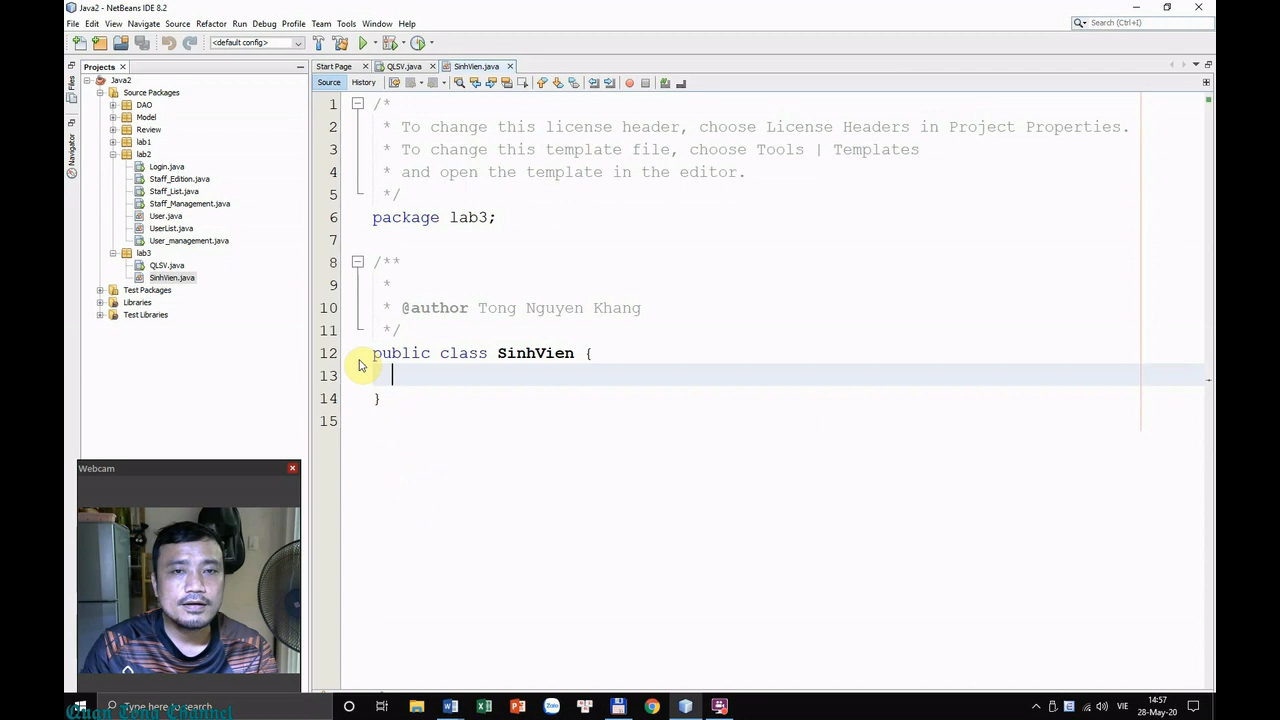 Java2 - NetBeans IDE 8.2
File Edit View Navigate Source Refactor Run Debug Profile Team Tools Window Help
<default config>
Search (Ctrl+I)
Projects
Start Page QLSV.java SinhVien.java
Source History
Files
Navigator
Java2
Source Packages
DAO
Model
Review
lab1
lab2
Login.java
Staff_Edition.java
Staff_List.java
Staff_Management.java
User.java
UserList.java
User_management.java
lab3
QLSV.java
SinhVien.java
Test Packages
Libraries
Test Libraries
1 /*
2 * To change this license header, choose License Headers in Project Properties.
3 * To change this template file, choose Tools | Templates
4 * and open the template in the editor.
5 */
6 package lab3;
7
8 /**
9 *
10 * @author Tong Nguyen Khang
11 */
12 public class SinhVien {
13
14 }
15
Webcam
Type here to search
Quan Tong Channel
VIE
14:57
28-May-20